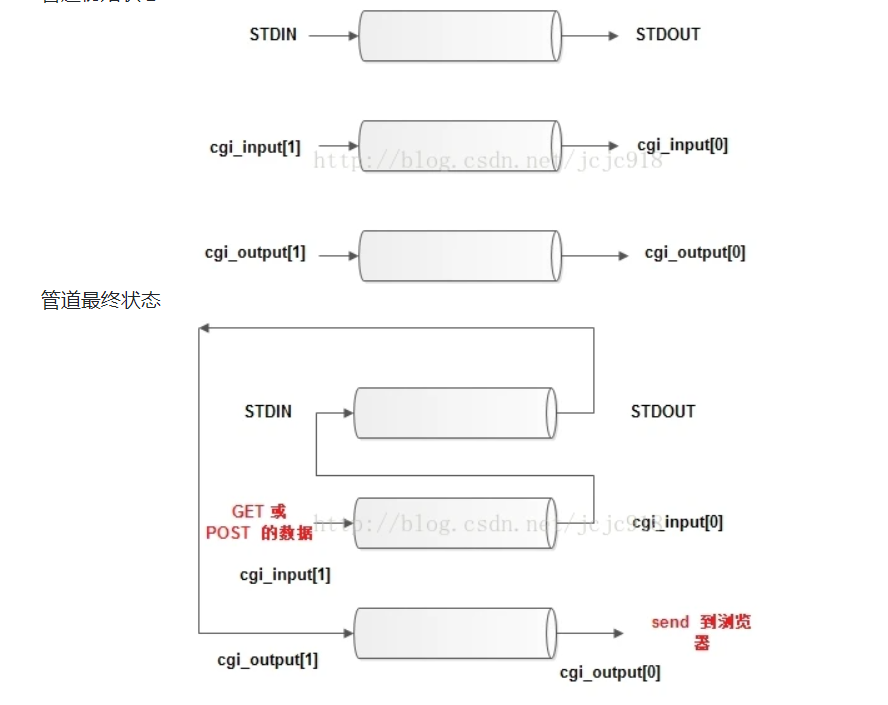 STDIN
STDOUT
cgi_input[1]
cgi_input[0]
http://blog.csdn.net/jcjc918
cgi_output[1]
cgi_output[0]
管道最终状态
STDIN
STDOUT
GET 或
POST 的数据
http://blog.csdn.net/jcjc918
cgi_input[0]
cgi_input[1]
send 到浏览
器
cgi_output[1]
cgi_output[0]